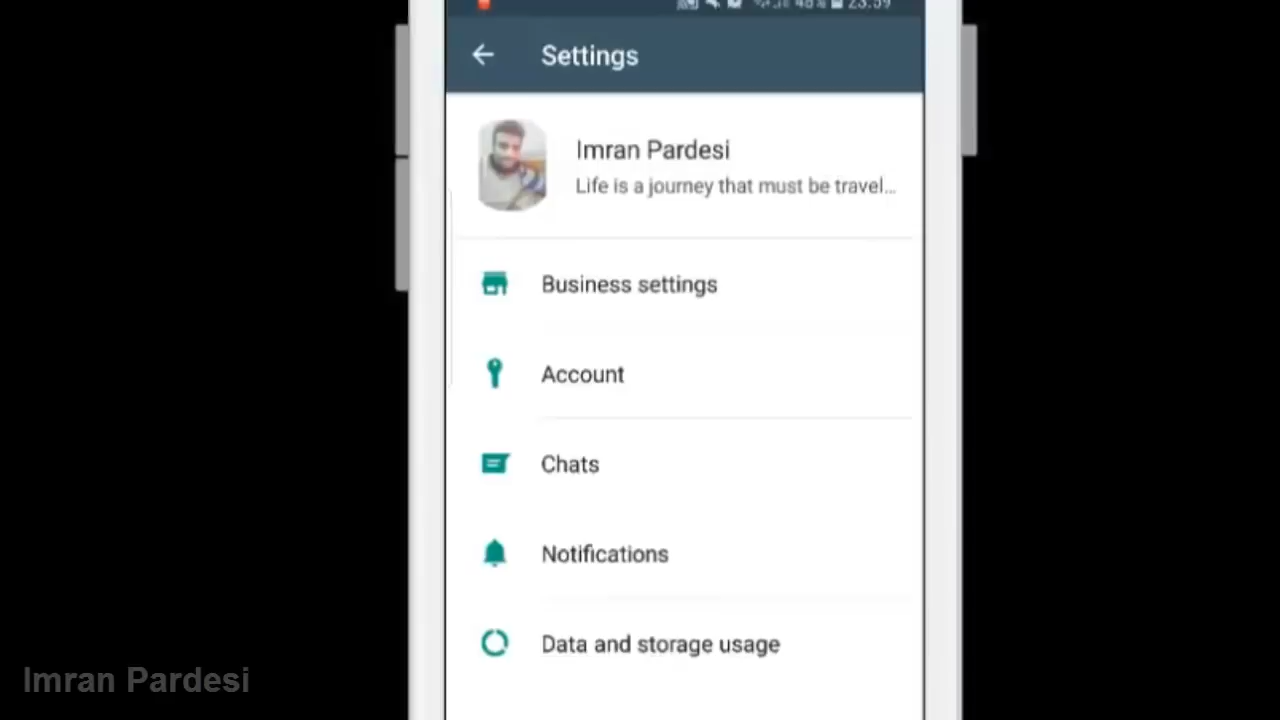 Settings
Imran Pardesi
Life is a journey that must be travel...
Business settings
Account
Chats
Notifications
Data and storage usage
Imran Pardesi